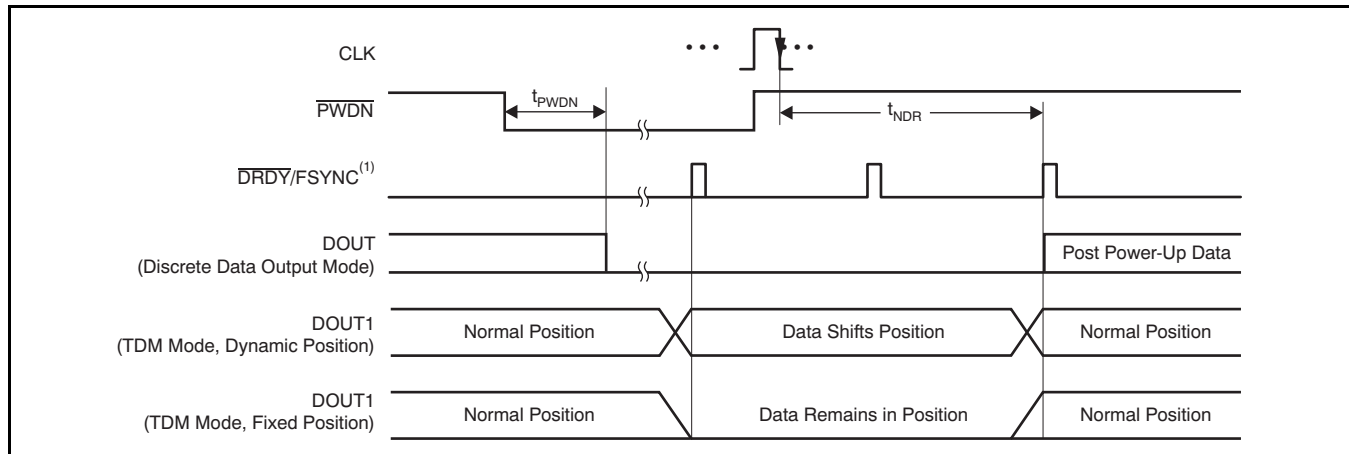 CLK
• • •
• • •
PWDN
tPWDN
tNDR
DRDY/FSYNC(1)
DOUT
(Discrete Data Output Mode)
Post Power-Up Data
DOUT1
(TDM Mode, Dynamic Position)
Normal Position
Data Shifts Position
Normal Position
DOUT1
(TDM Mode, Fixed Position)
Normal Position
Data Remains in Position
Normal Position